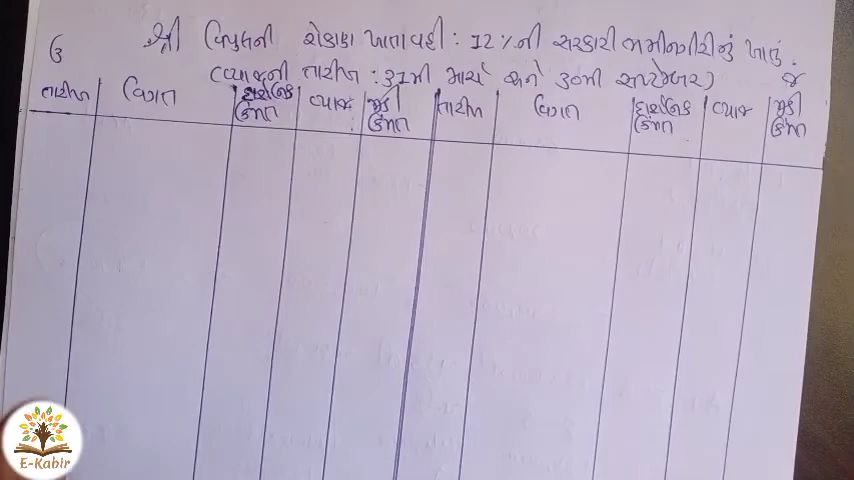 ઉ
શ્રી વિપુલની રોકાણ ખાતાવહી : 12 % ની સરકારી જામીનગીરીનું ખાતું.
(વ્યાજની તારીખ : 31મી માર્ચ અને 30મી સપ્ટેમ્બર) જ
તારીખ વિગત દાર્શનિક કિંમત વ્યાજ મૂડી કિંમત તારીખ વિગત દાર્શનિક કિંમત વ્યાજ મૂડી કિંમત
E-Kabir